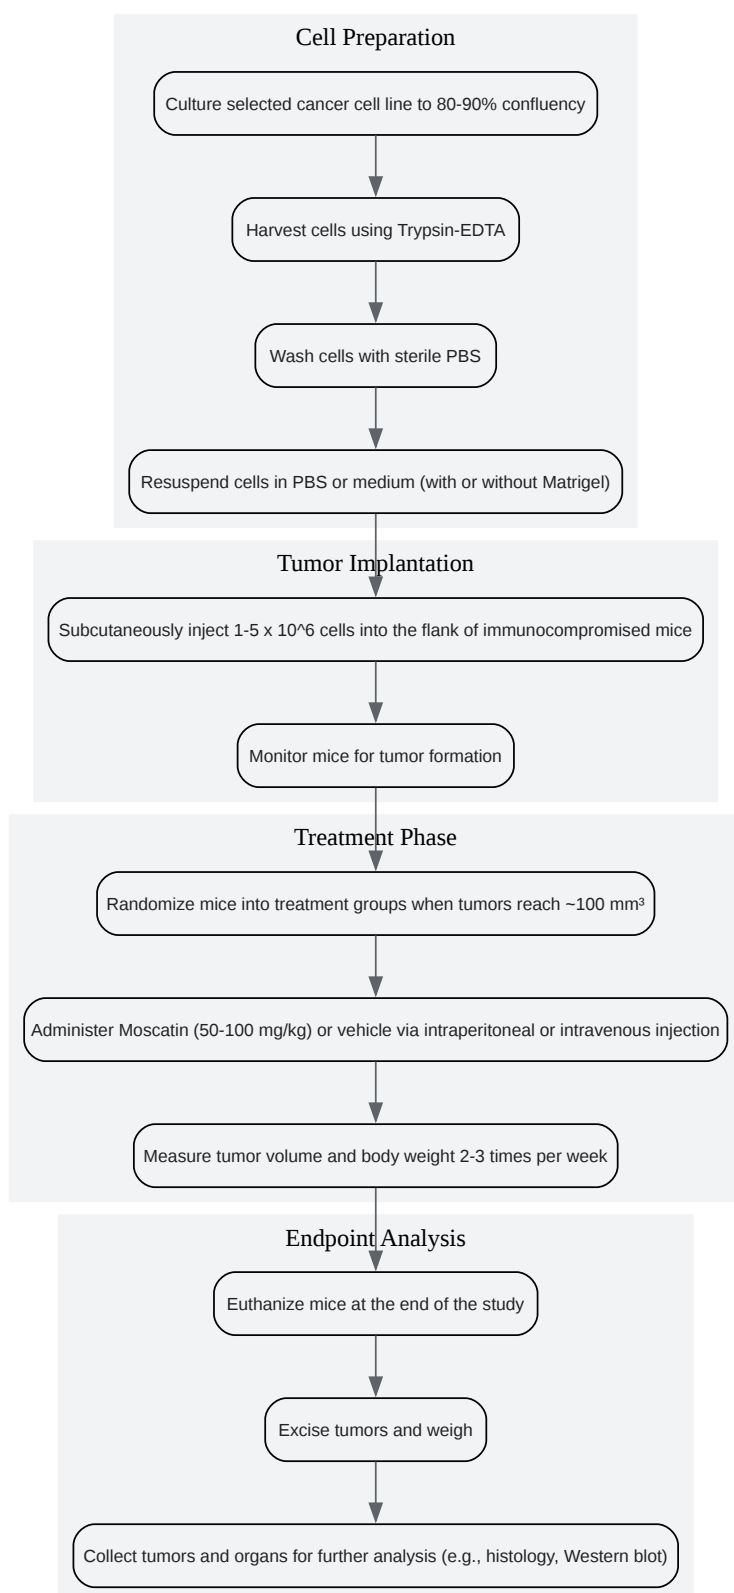 Cell Preparation
Culture selected cancer cell line to 80-90% confluency
Harvest cells using Trypsin-EDTA
Wash cells with sterile PBS
Resuspend cells in PBS or medium (with or without Matrigel)
Tumor Implantation
Subcutaneously inject 1-5 x 10^6 cells into the flank of immunocompromised mice
Monitor mice for tumor formation
Treatment Phase
Randomize mice into treatment groups when tumors reach ~100 mm³
Administer Moscatin (50-100 mg/kg) or vehicle via intraperitoneal or intravenous injection
Measure tumor volume and body weight 2-3 times per week
Endpoint Analysis
Euthanize mice at the end of the study
Excise tumors and weigh
Collect tumors and organs for further analysis (e.g., histology, Western blot)